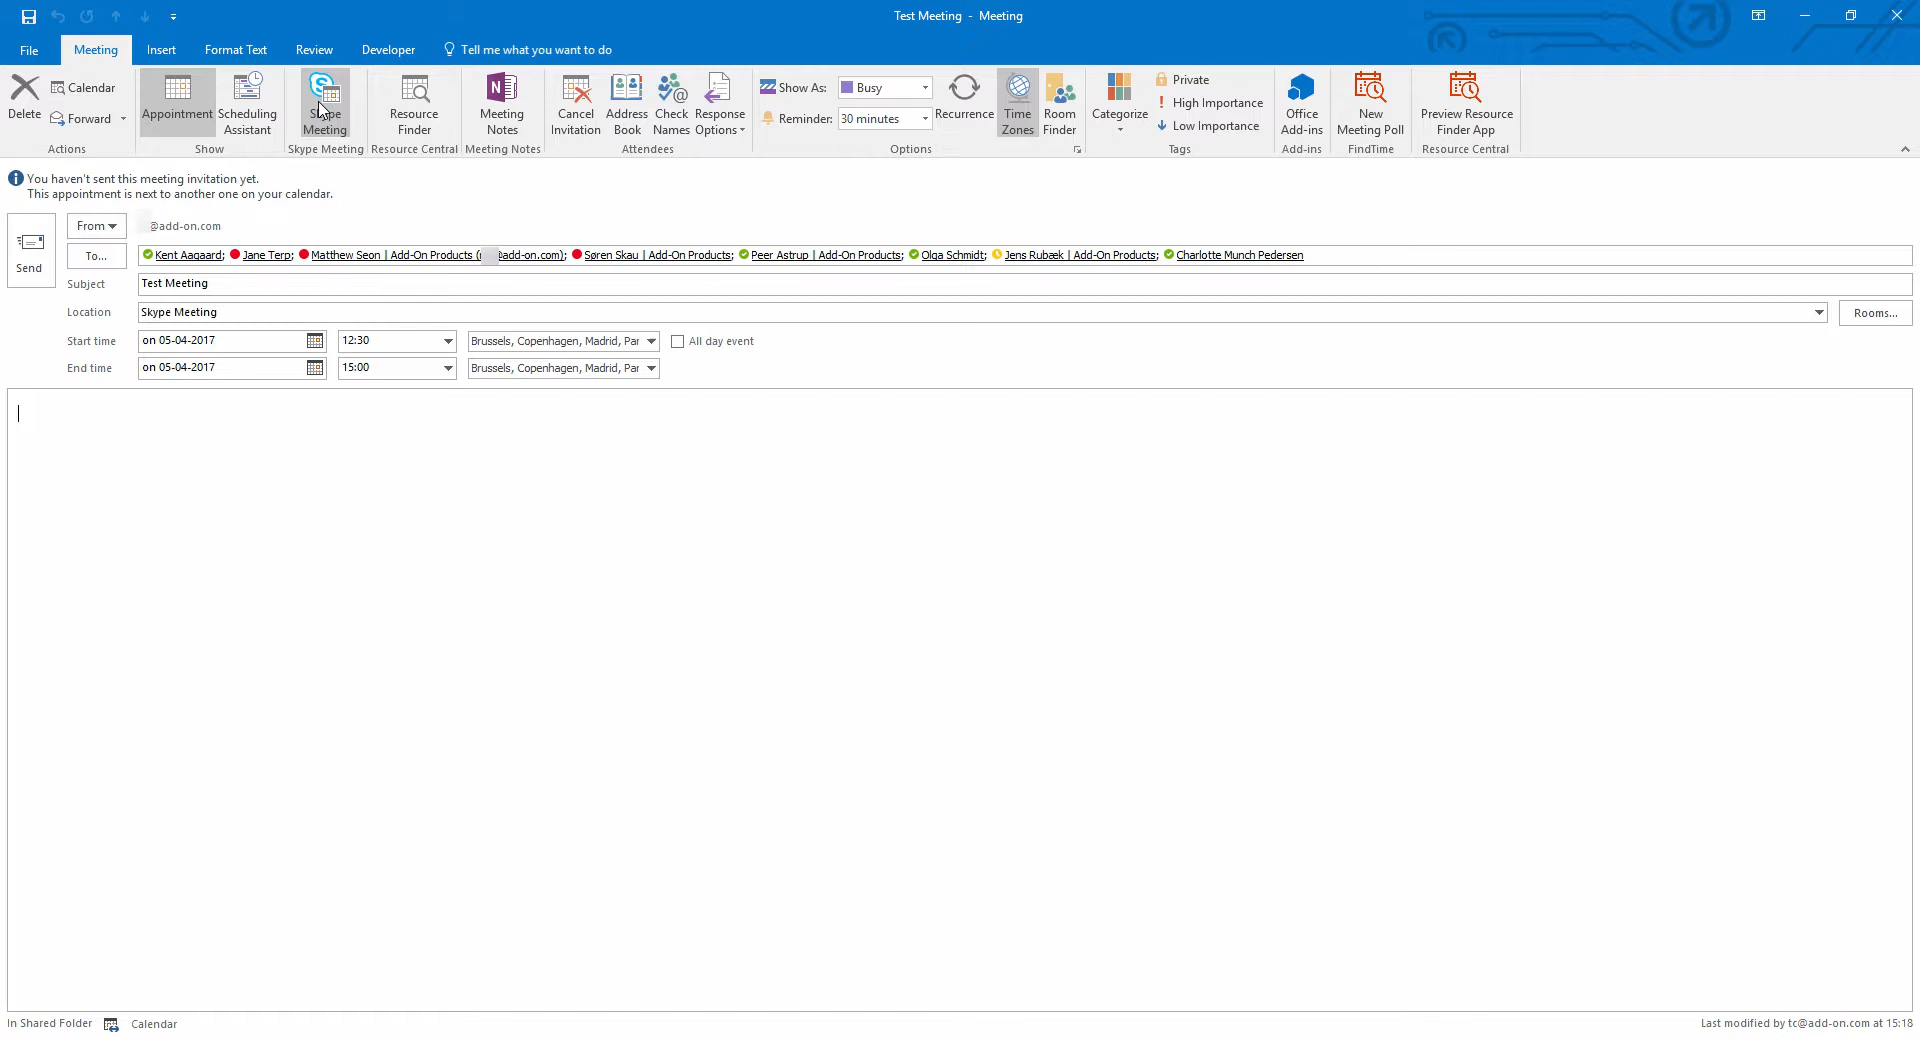 Test Meeting - Meeting
File Meeting Insert Format Text Review Developer Tell me what you want to do
Delete
Calendar
Forward
Actions
Appointment
Scheduling Assistant
Show
Meeting
Skype Meeting
Resource Finder
Resource Central
Meeting Notes
Meeting Notes
Cancel Invitation
Address Book
Check Names
Response Options
Attendees
Show As: Busy
Reminder: 30 minutes
Recurrence
Time Zones
Room Finder
Options
Categorize
Private
High Importance
Low Importance
Tags
Office Add-ins
Add-ins
New Meeting Poll
FindTime
Preview Resource Finder App
Resource Central
You haven't sent this meeting invitation yet.
This appointment is next to another one on your calendar.
Send
From @add-on.com
To... Kent Aagaard; Jane Terp; Matthew Seon | Add-On Products ( @add-on.com); Søren Skau | Add-On Products; Peer Astrup | Add-On Products; Olga Schmidt; Jens Rubæk | Add-On Products; Charlotte Munch Pedersen
Subject Test Meeting
Location Skype Meeting Rooms...
Start time on 05-04-2017 12:30 Brussels, Copenhagen, Madrid, Par All day event
End time on 05-04-2017 15:00 Brussels, Copenhagen, Madrid, Par
In Shared Folder Calendar Last modified by tc@add-on.com at 15:18